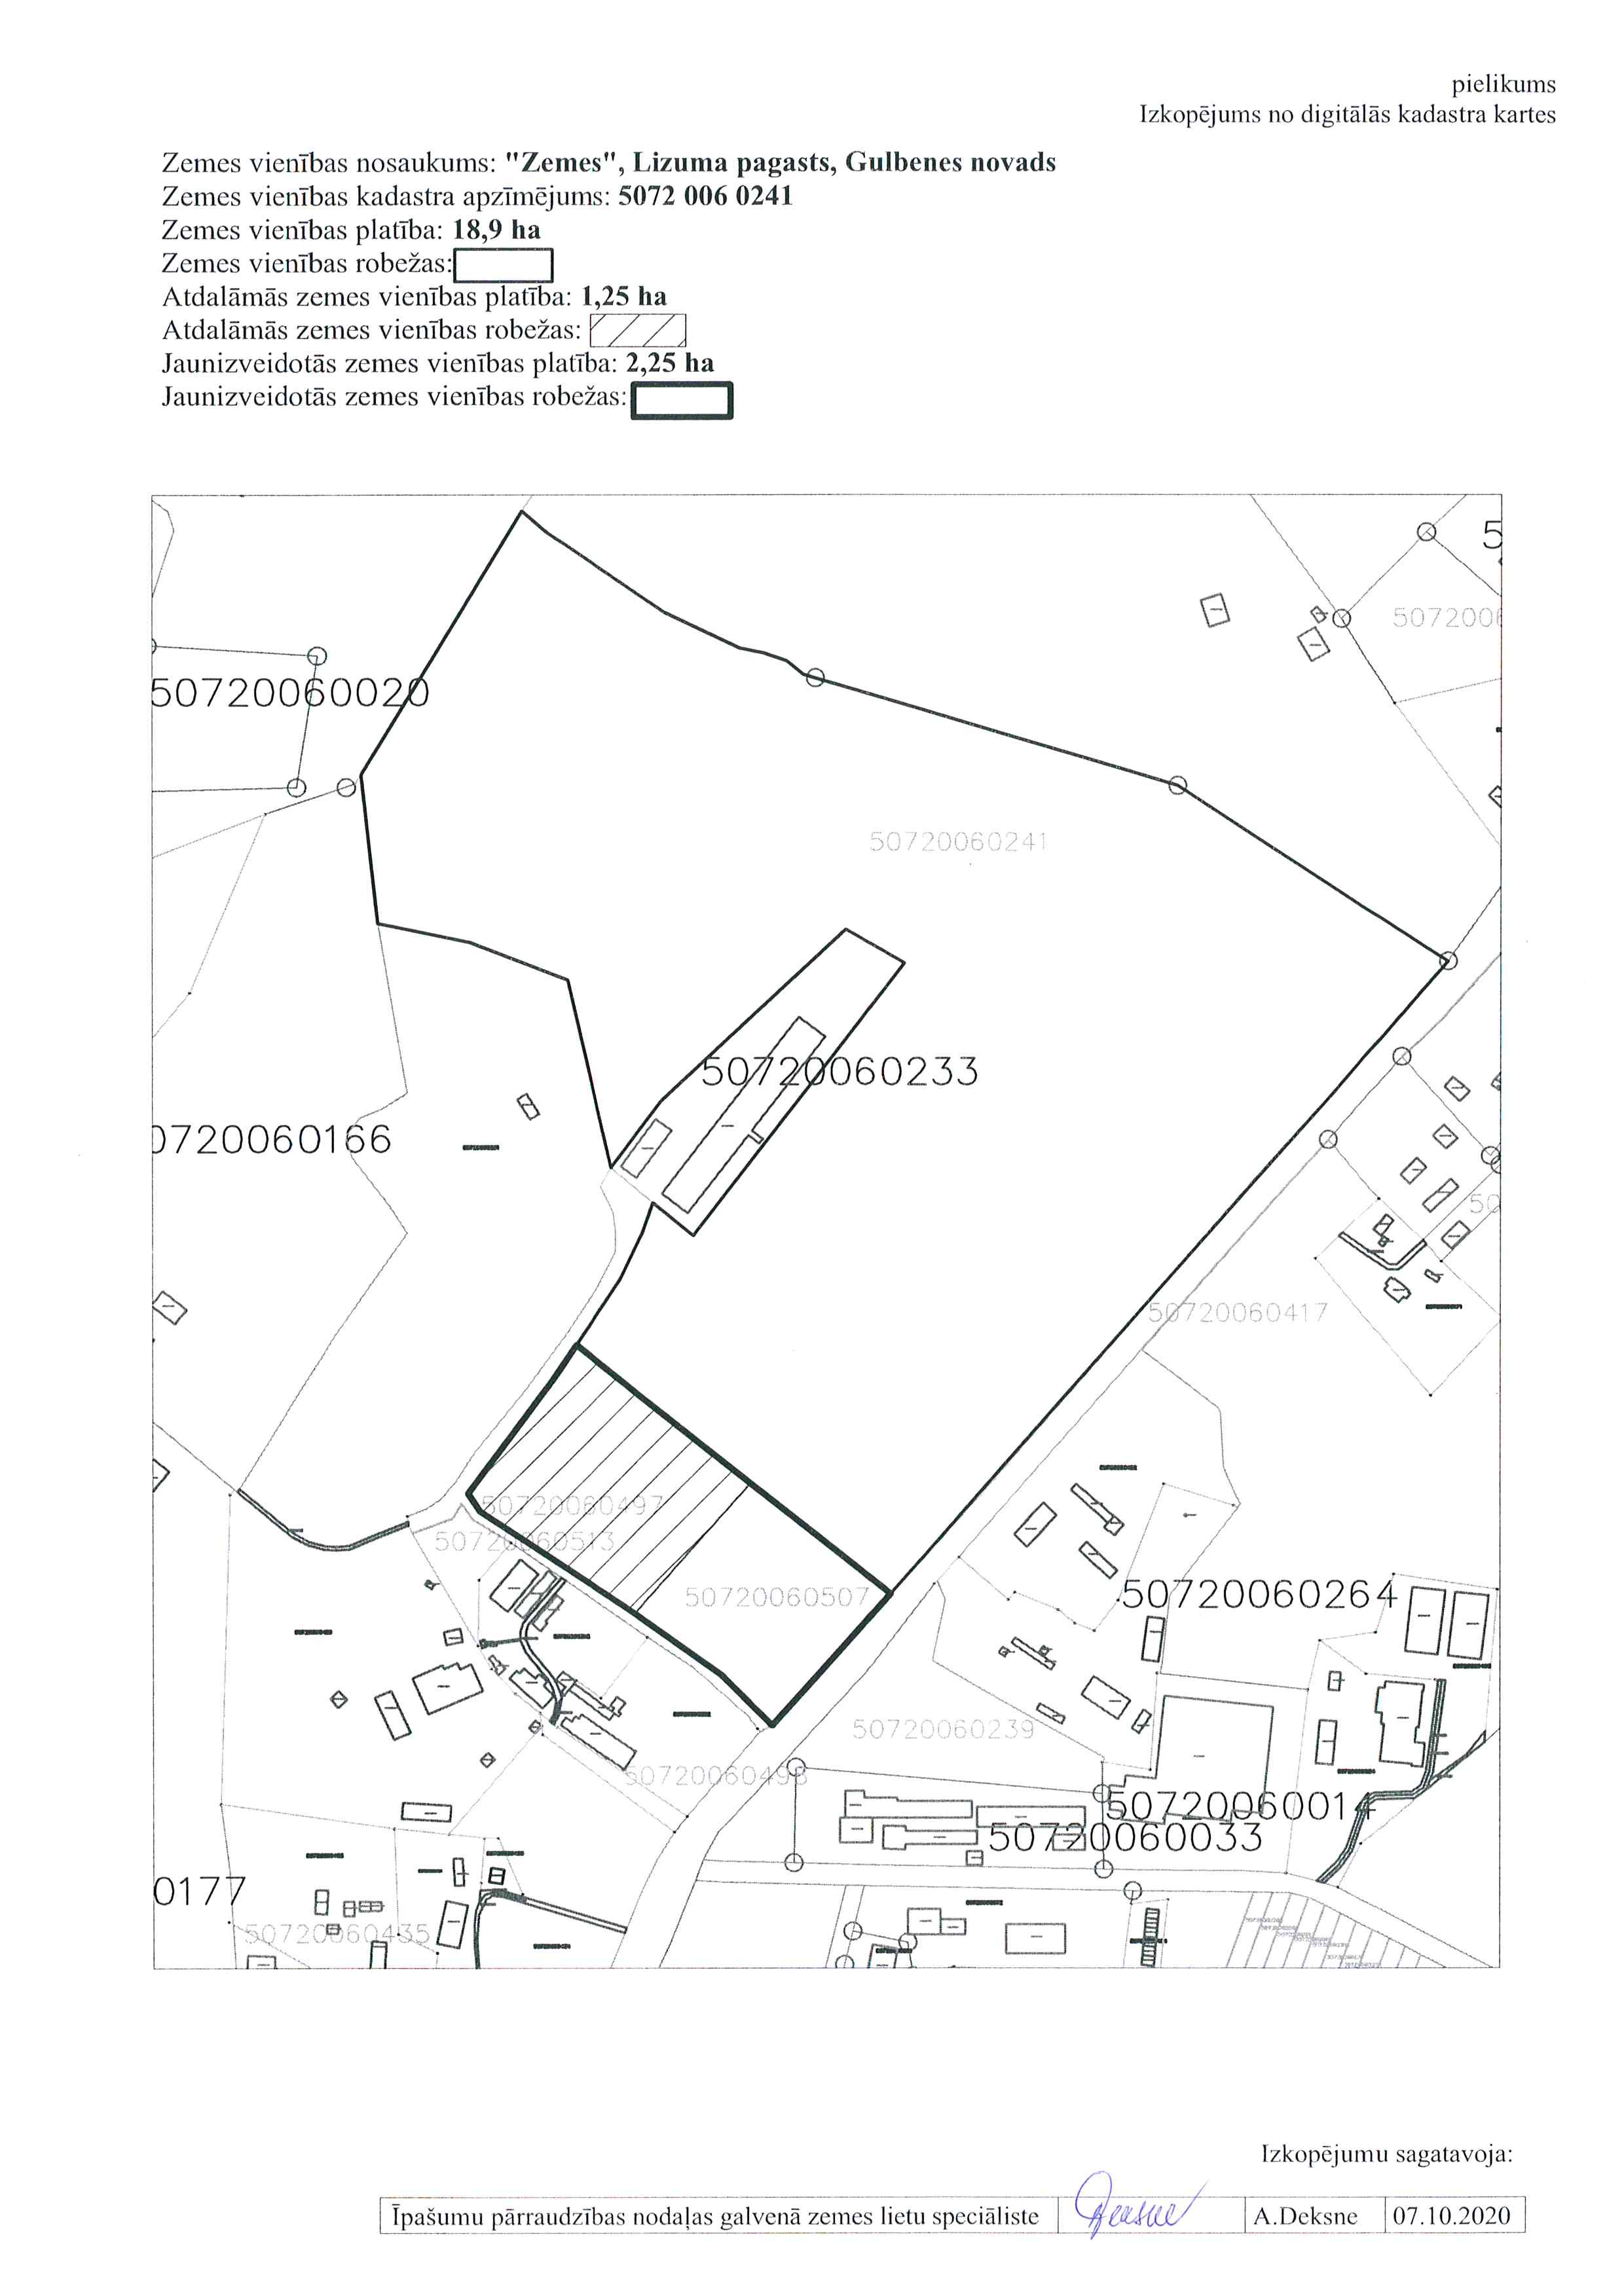 pielikums
Izkopējums no digitālās kadastra kartes
Zemes vienības nosaukums: "Zemes", Lizuma pagasts, Gulbenes novads
Zemes vienības kadastra apzīmējums: 5072 006 0241
Zemes vienības platība: 18,9 ha
Zemes vienības robežas:
Atdalāmās zemes vienības platība: 1,25 ha
Atdalāmās zemes vienības robežas:
Jaunizveidotās zemes vienības platība: 2,25 ha
Jaunizveidotās zemes vienības robežas:
5
507200
50720060020
50720060241
50720060233
0720060166
50
50720060417
50720060497
50720060513
50720060507
50720060264
50720060239
50720060498
50720060014
50720060033
0177
50720060435
Izkopējumu sagatavoja:
Īpašumu pārraudzības nodaļas galvenā zemes lietu speciāliste A.Deksne 07.10.2020